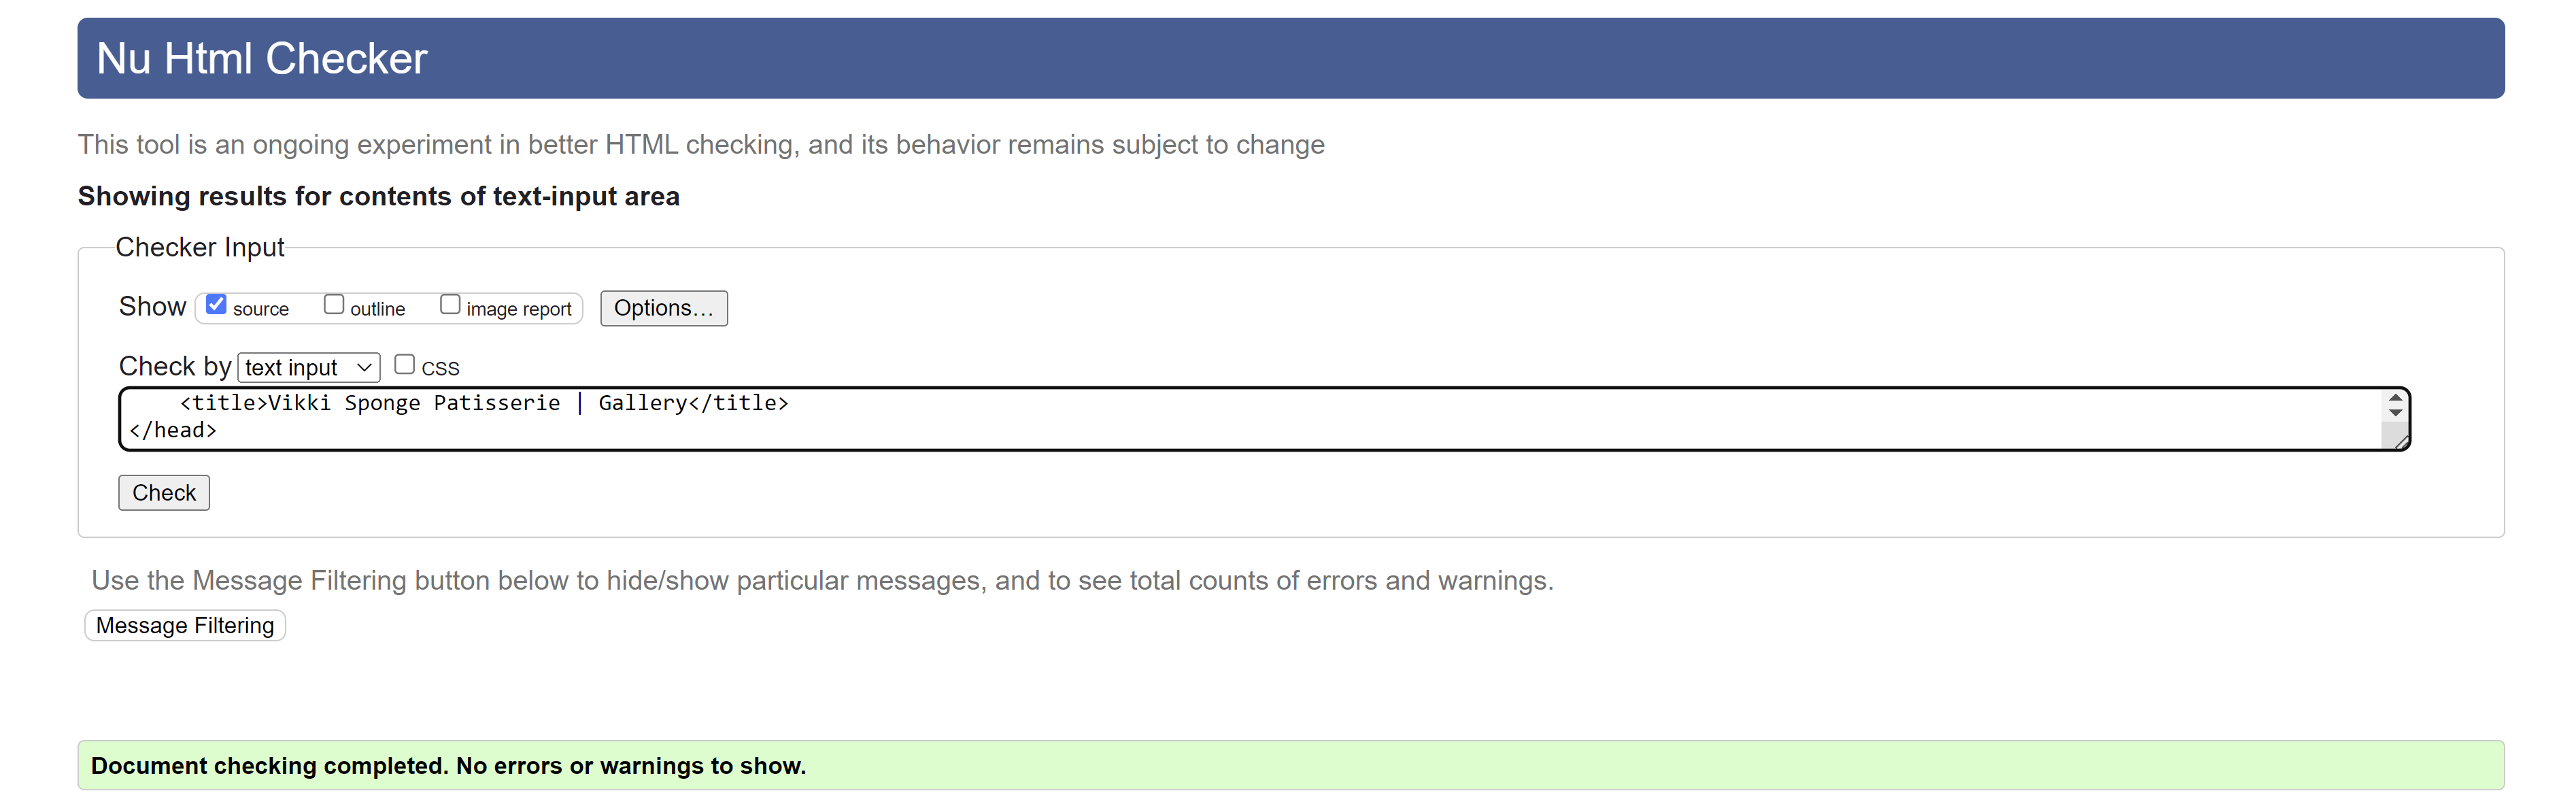 Nu Html Checker
This tool is an ongoing experiment in better HTML checking, and its behavior remains subject to change
Showing results for contents of text-input area
Checker Input
Show source outline image report Options...
Check by text input CSS
<title>Vikki Sponge Patisserie | Gallery</title>
</head>
Check
Use the Message Filtering button below to hide/show particular messages, and to see total counts of errors and warnings.
Message Filtering
Document checking completed. No errors or warnings to show.